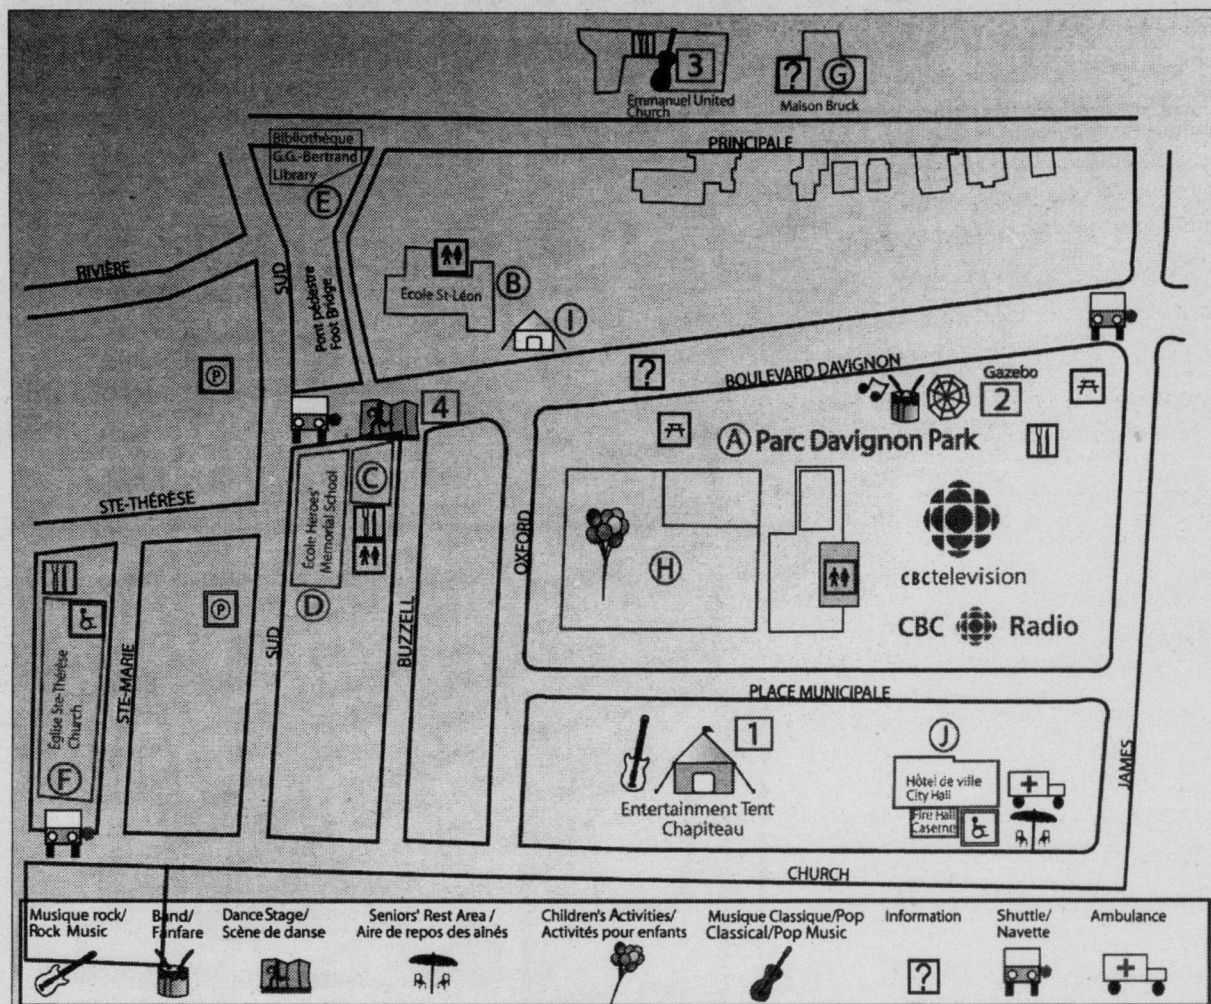 3
Emmanuel United
Church
?
G
Maison Bruck
PRINCIPALE
Bibliothèque
G.G.-Bertrand
Library
E
RIVIÈRE
SUD
Pont pédestre
Foot Bridge
École St-Léon
B
I
P
?
BOULEVARD DAVIGNON
Gazebo
2
4
A Parc Davignon Park
STE-THÉRÈSE
École Heroes'
Memorial School
C
D
OXFORD
H
CBCtelevision
CBC Radio
P
SUD
BUZZELL
STE-MARIE
Église Ste-Thérèse
Church
F
PLACE MUNICIPALE
1
Entertainment Tent
Chapiteau
J
Hôtel de ville
City Hall
Fire Hall
Caserne
JAMES
CHURCH
Musique rock/
Rock Music
Band/
Fanfare
Dance Stage/
Scène de danse
Seniors' Rest Area /
Aire de repos des aînés
Children's Activities/
Activités pour enfants
Musique Classique/Pop
Classical/Pop Music
Information
?
Shuttle/
Navette
Ambulance